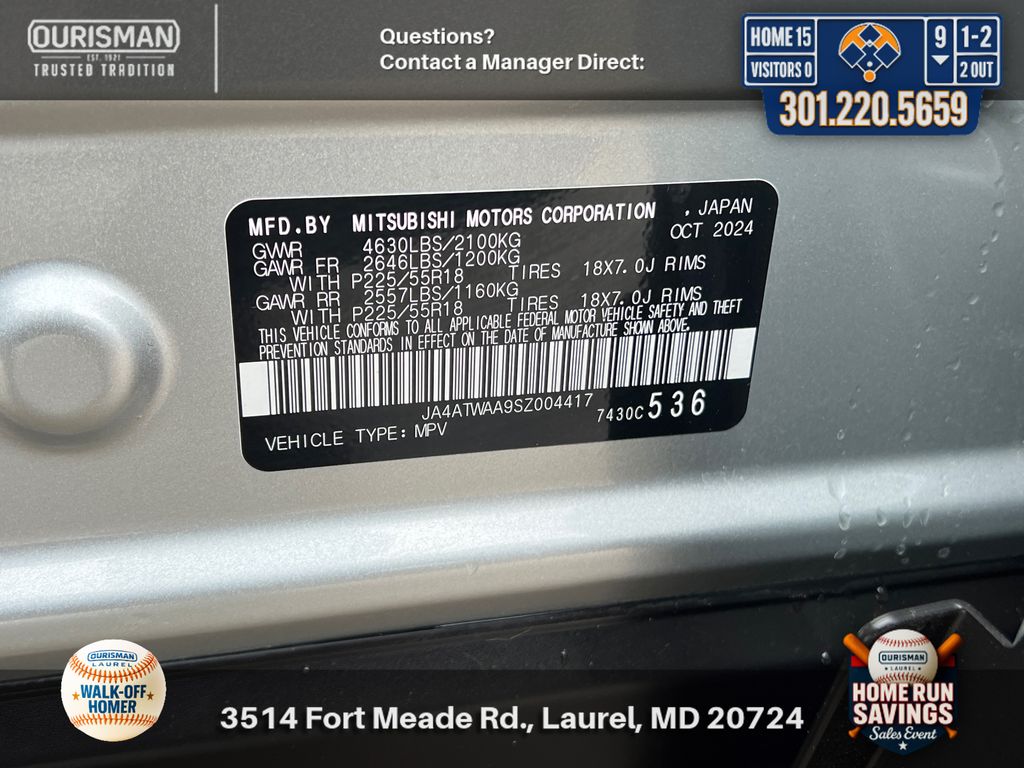 OURISMAN
EST. 1921
TRUSTED TRADITION
Questions?
Contact a Manager Direct:
HOME 15
VISITORS 0
9
1-2
2 OUT
301.220.5659
MFD.BY MITSUBISHI MOTORS CORPORATION , JAPAN
OCT 2024
GVWR 4630LBS/2100KG
GAWR FR 2646LBS/1200KG
WITH P225/55R18 TIRES 18X7.0J RIMS
GAWR RR 2557LBS/1160KG
WITH P225/55R18 TIRES 18X7.0J RIMS
THIS VEHICLE CONFORMS TO ALL APPLICABLE FEDERAL MOTOR VEHICLE SAFETY AND THEFT
PREVENTION STANDARDS IN EFFECT ON THE DATE OF MANUFACTURE SHOWN ABOVE.
JA4ATWAA9SZ004417
7430C 536
VEHICLE TYPE: MPV
OURISMAN
LAUREL
WALK-OFF
HOMER
3514 Fort Meade Rd., Laurel, MD 20724
OURISMAN
LAUREL
HOME RUN
SAVINGS
Sales Event